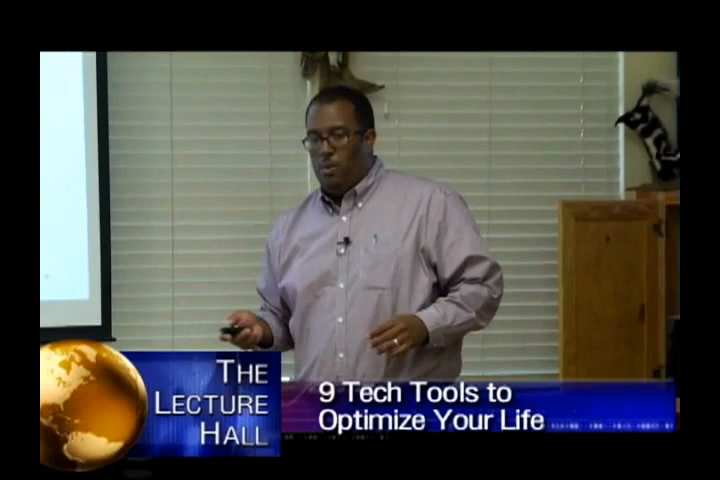 THE
LECTURE
HALL
9 Tech Tools to
Optimize Your Life